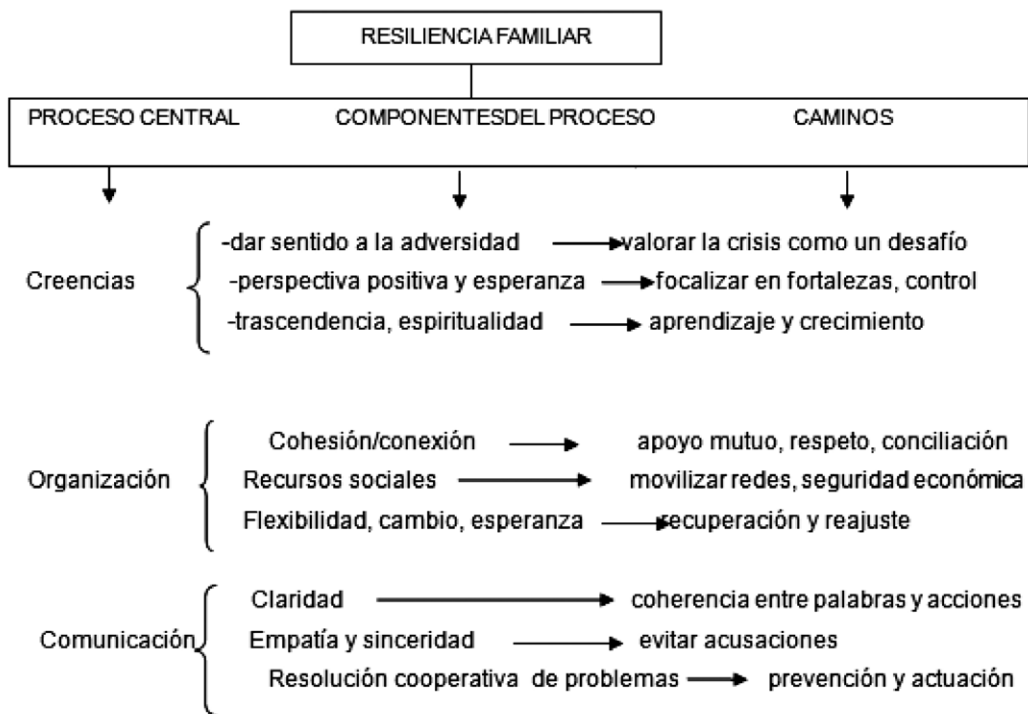 RESILIENCIA FAMILIAR
PROCESO CENTRAL COMPONENTESDEL PROCESO CAMINOS
-dar sentido a la adversidad valorar la crisis como un desafío
Creencias -perspectiva positiva y esperanza focalizar en fortalezas, control
-trascendencia, espiritualidad aprendizaje y crecimiento
Cohesión/conexión apoyo mutuo, respeto, conciliación
Organización Recursos sociales movilizar redes, seguridad económica
Flexibilidad, cambio, esperanza recuperación y reajuste
Claridad coherencia entre palabras y acciones
Comunicación Empatía y sinceridad evitar acusaciones
Resolución cooperativa de problemas prevención y actuación